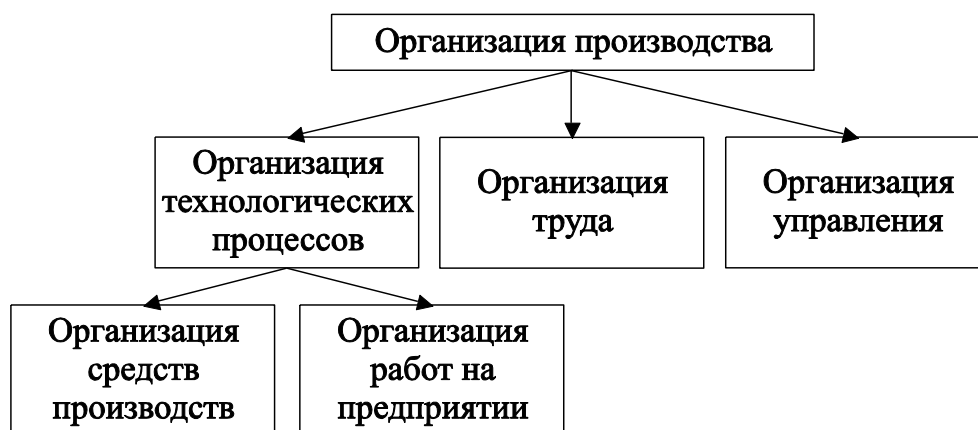 Организация производства
Организация
технологических
процессов
Организация
труда
Организация
управления
Организация
средств
производств
Организация
работ на
предприятии